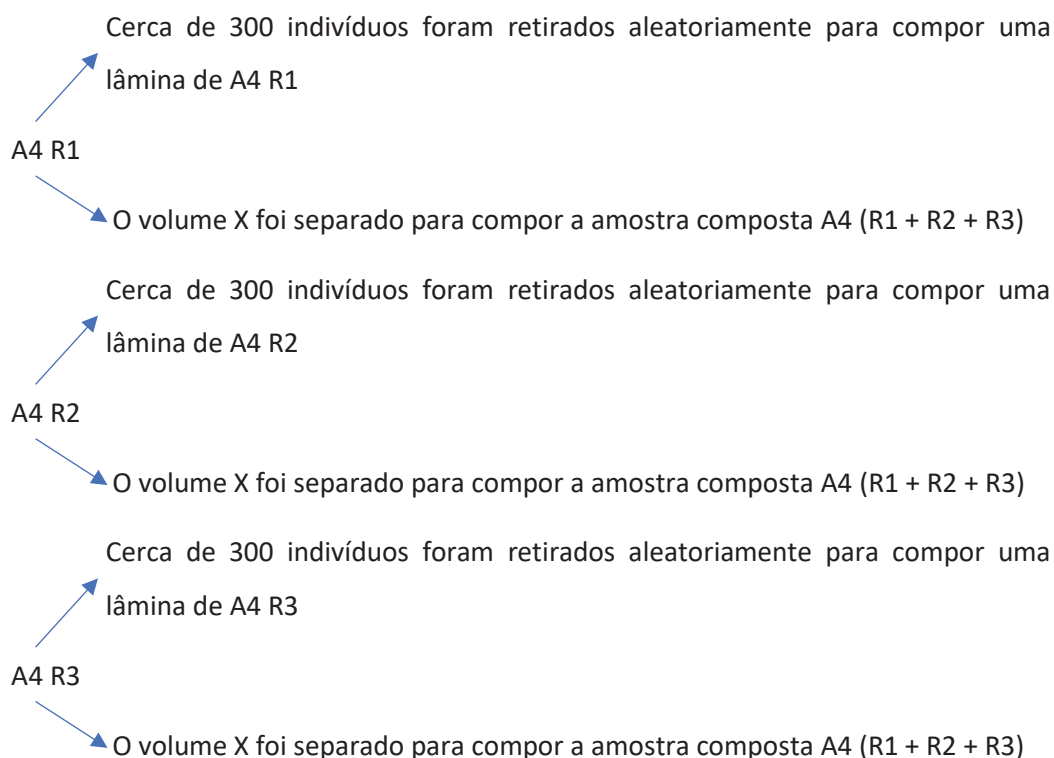 Cerca de 300 indivíduos foram retirados aleatoriamente para compor uma
lâmina de A4 R1
A4 R1
O volume X foi separado para compor a amostra composta A4 (R1 + R2 + R3)
Cerca de 300 indivíduos foram retirados aleatoriamente para compor uma
lâmina de A4 R2
A4 R2
O volume X foi separado para compor a amostra composta A4 (R1 + R2 + R3)
Cerca de 300 indivíduos foram retirados aleatoriamente para compor uma
lâmina de A4 R3
A4 R3
O volume X foi separado para compor a amostra composta A4 (R1 + R2 + R3)